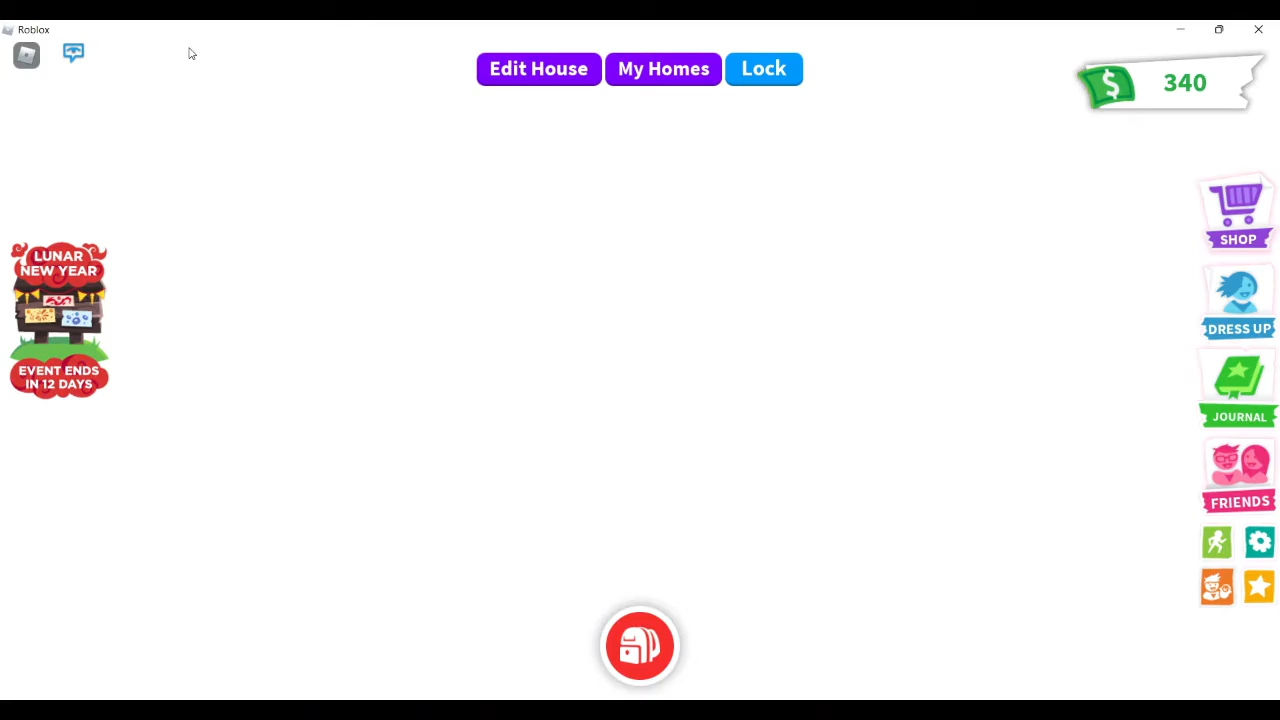 Roblox
Edit House
My Homes
Lock
$ 340
SHOP
LUNAR
NEW YEAR
EVENT ENDS
IN 12 DAYS
DRESS UP
JOURNAL
FRIENDS